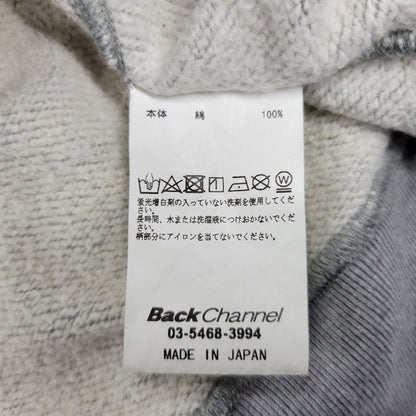 本体 綿 100%
蛍光増白剤の入っていない洗剤を使用してくだ
さい。
長時間、水または洗濯液につけおかないでくだ
さい。
柄部分にアイロンを当てないでください。
BackChannel
03-5468-3994
MADE IN JAPAN